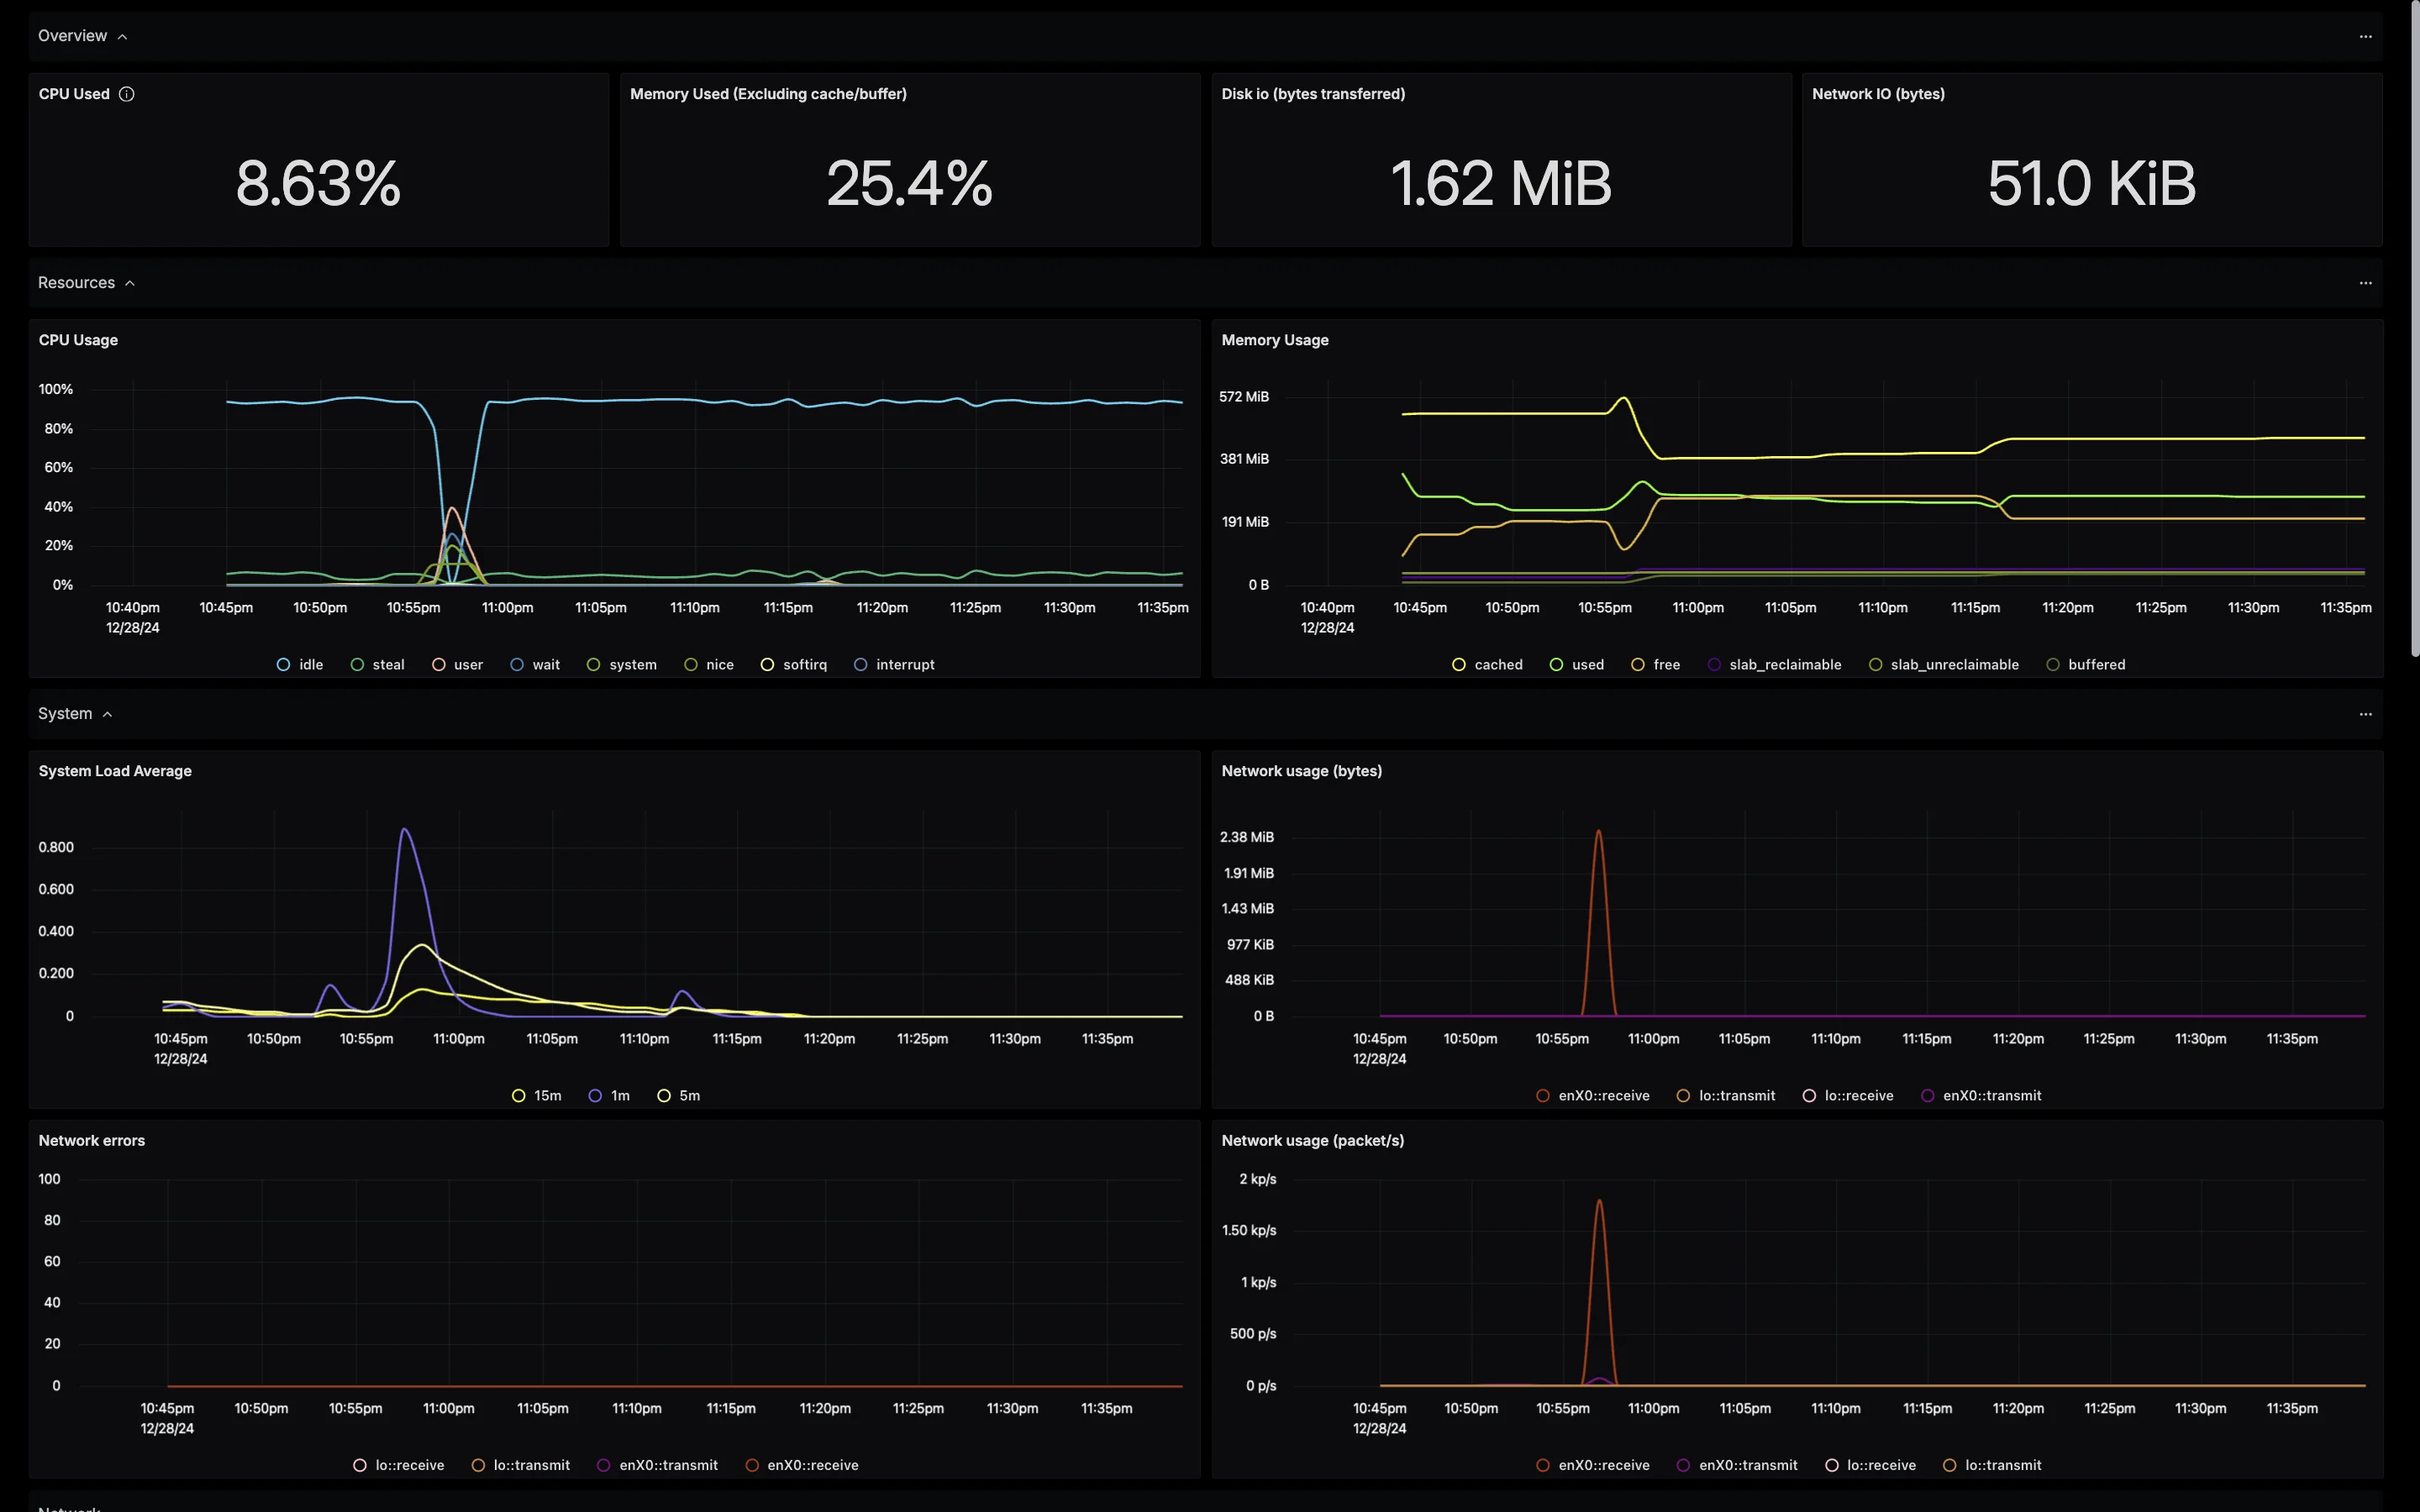 Overview
CPU Used
Memory Used (Excluding cache/buffer)
Disk io (bytes transferred)
Network IO (bytes)
8.63%
25.4%
1.62 MiB
51.0 KiB
Resources
CPU Usage
100%
80%
60%
40%
20%
0%
10:40pm 10:45pm 10:50pm 10:55pm 11:00pm 11:05pm 11:10pm 11:15pm 11:20pm 11:25pm 11:30pm 11:35pm
12/28/24
idle steal user wait system nice softirq interrupt
Memory Usage
572 MiB
381 MiB
191 MiB
0 B
10:40pm 10:45pm 10:50pm 10:55pm 11:00pm 11:05pm 11:10pm 11:15pm 11:20pm 11:25pm 11:30pm 11:35pm
12/28/24
cached used free slab_reclaimable slab_unreclaimable buffered
System
System Load Average
0.800
0.600
0.400
0.200
0
10:45pm 10:50pm 10:55pm 11:00pm 11:05pm 11:10pm 11:15pm 11:20pm 11:25pm 11:30pm 11:35pm
12/28/24
15m 1m 5m
Network usage (bytes)
2.38 MiB
1.91 MiB
1.43 MiB
977 KiB
488 KiB
0 B
10:45pm 10:50pm 10:55pm 11:00pm 11:05pm 11:10pm 11:15pm 11:20pm 11:25pm 11:30pm 11:35pm
12/28/24
enX0::receive lo::transmit lo::receive enX0::transmit
Network errors
100
80
60
40
20
0
10:45pm 10:50pm 10:55pm 11:00pm 11:05pm 11:10pm 11:15pm 11:20pm 11:25pm 11:30pm 11:35pm
12/28/24
lo::receive lo::transmit enX0::transmit enX0::receive
Network usage (packet/s)
2 kp/s
1.50 kp/s
1 kp/s
500 p/s
0 p/s
10:45pm 10:50pm 10:55pm 11:00pm 11:05pm 11:10pm 11:15pm 11:20pm 11:25pm 11:30pm 11:35pm
12/28/24
enX0::receive enX0::transmit lo::receive lo::transmit
Network